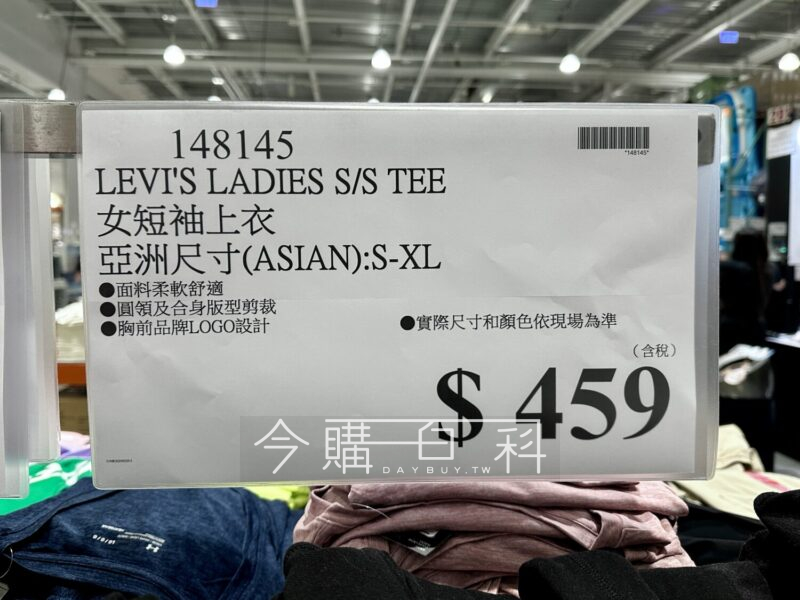 148145
*148145*
LEVI'S LADIES S/S TEE
女短袖上衣
亞洲尺寸(ASIAN):S-XL
●面料柔軟舒適
●圓領及合身版型剪裁
●胸前品牌LOGO設計
●實際尺寸和顏色依現場為準
(含稅)
$ 459
今購百科
DAYBUY.TW